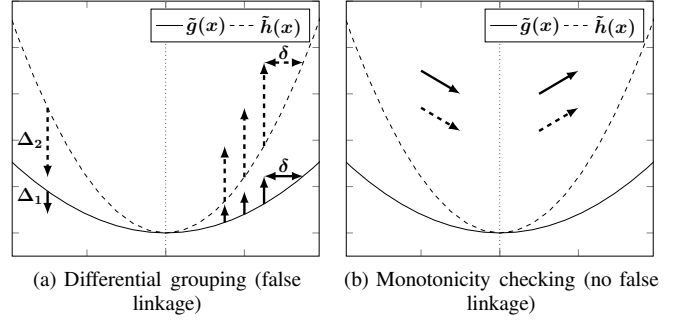 g̃(x) h̃(x)
g̃(x) h̃(x)
δ
Δ₂
δ
Δ₁
(a) Differential grouping (false
linkage)
(b) Monotonicity checking (no false
linkage)